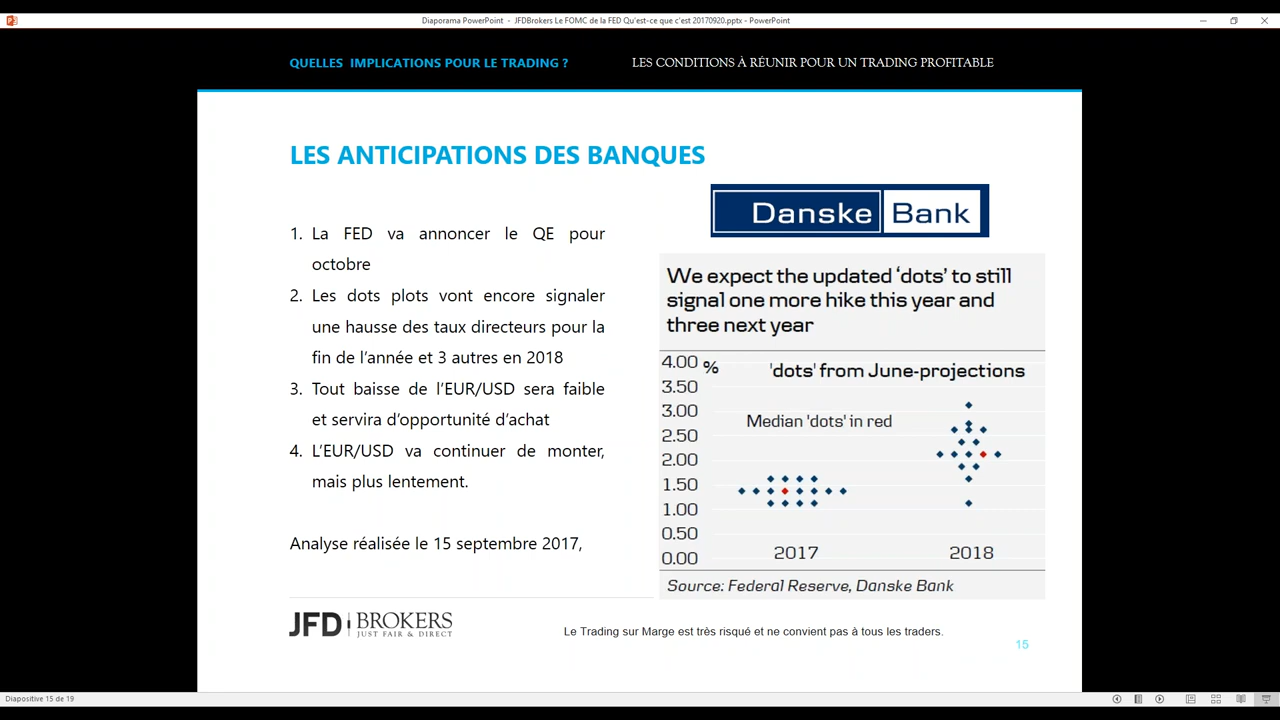 Diaporama PowerPoint - JFDBrokers Le FOMC de la FED Qu'est-ce que c'est 20170920.pptx - PowerPoint
QUELLES IMPLICATIONS POUR LE TRADING ?
LES CONDITIONS À RÉUNIR POUR UN TRADING PROFITABLE
LES ANTICIPATIONS DES BANQUES
1. La FED va annoncer le QE pour
octobre
2. Les dots plots vont encore signaler
une hausse des taux directeurs pour la
fin de l'année et 3 autres en 2018
3. Tout baisse de l'EUR/USD sera faible
et servira d'opportunité d'achat
4. L'EUR/USD va continuer de monter,
mais plus lentement.
Analyse réalisée le 15 septembre 2017,
Danske Bank
We expect the updated 'dots' to still
signal one more hike this year and
three next year
4.00 %
'dots' from June-projections
3.50
3.00
Median 'dots' in red
2.50
2.00
1.50
1.00
0.50
0.00
2017
2018
Source: Federal Reserve, Danske Bank
JFD BROKERS
JUST FAIR & DIRECT
Le Trading sur Marge est très risqué et ne convient pas à tous les traders.
15
Diapositive 15 de 19